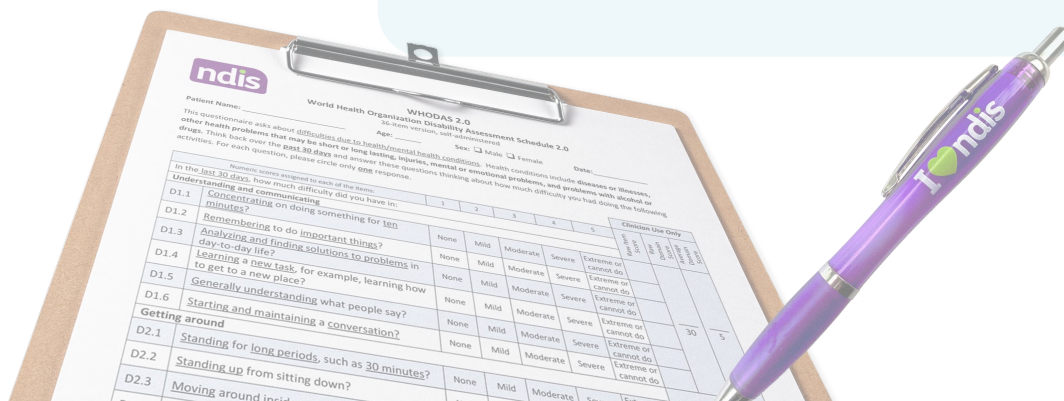 ndis
WHODAS 2.0
World Health Organization Disability Assessment Schedule 2.0
36-item version, self-administered
Patient Name: Age: Sex: Male Female Date:
This questionnaire asks about difficulties due to health/mental health conditions. Health conditions include diseases or illnesses,
other health problems that may be short or long lasting, injuries, mental or emotional problems, and problems with alcohol or
drugs. Think back over the past 30 days and answer these questions thinking about how much difficulty you had doing the following
activities. For each question, please circle only one response.
Clinician Use Only
Numeric scores assigned to each of the items: 1 2 3 4 5
Raw Item Score
Raw Domain Score
Average Domain Score
In the last 30 days, how much difficulty did you have in:
Understanding and communicating
D1.1 Concentrating on doing something for ten minutes? None Mild Moderate Severe Extreme or cannot do
D1.2 Remembering to do important things? None Mild Moderate Severe Extreme or cannot do
D1.3 Analyzing and finding solutions to problems in day-to-day life? None Mild Moderate Severe Extreme or cannot do
D1.4 Learning a new task, for example, learning how to get to a new place? None Mild Moderate Severe Extreme or cannot do
D1.5 Generally understanding what people say? None Mild Moderate Severe Extreme or cannot do
D1.6 Starting and maintaining a conversation? None Mild Moderate Severe Extreme or cannot do
30 5
Getting around
D2.1 Standing for long periods, such as 30 minutes? None Mild Moderate
D2.2 Standing up from sitting down?
D2.3 Moving around
I ndis